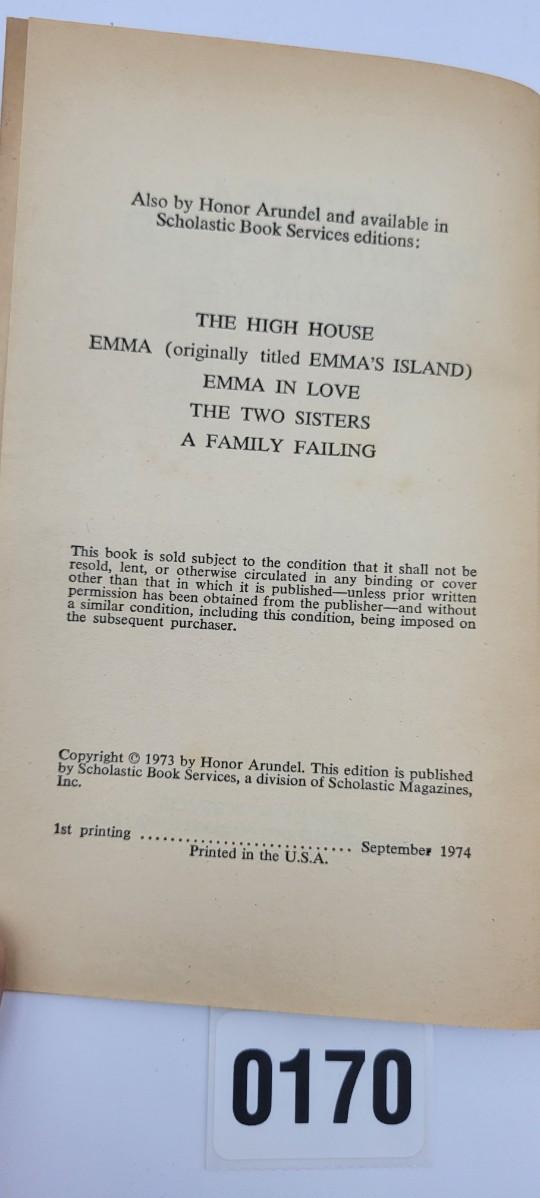 Also by Honor Arundel and available in
Scholastic Book Services editions:
THE HIGH HOUSE
EMMA (originally titled EMMA'S ISLAND)
EMMA IN LOVE
THE TWO SISTERS
A FAMILY FAILING
This book is sold subject to the condition that it shall not be
resold, lent, or otherwise circulated in any binding or cover
other than that in which it is published—unless prior written
permission has been obtained from the publisher—and without
a similar condition, including this condition, being imposed on
the subsequent purchaser.
Copyright © 1973 by Honor Arundel. This edition is published
by Scholastic Book Services, a division of Scholastic Magazines,
Inc.
1st printing ............................ September 1974
Printed in the U.S.A.
0170